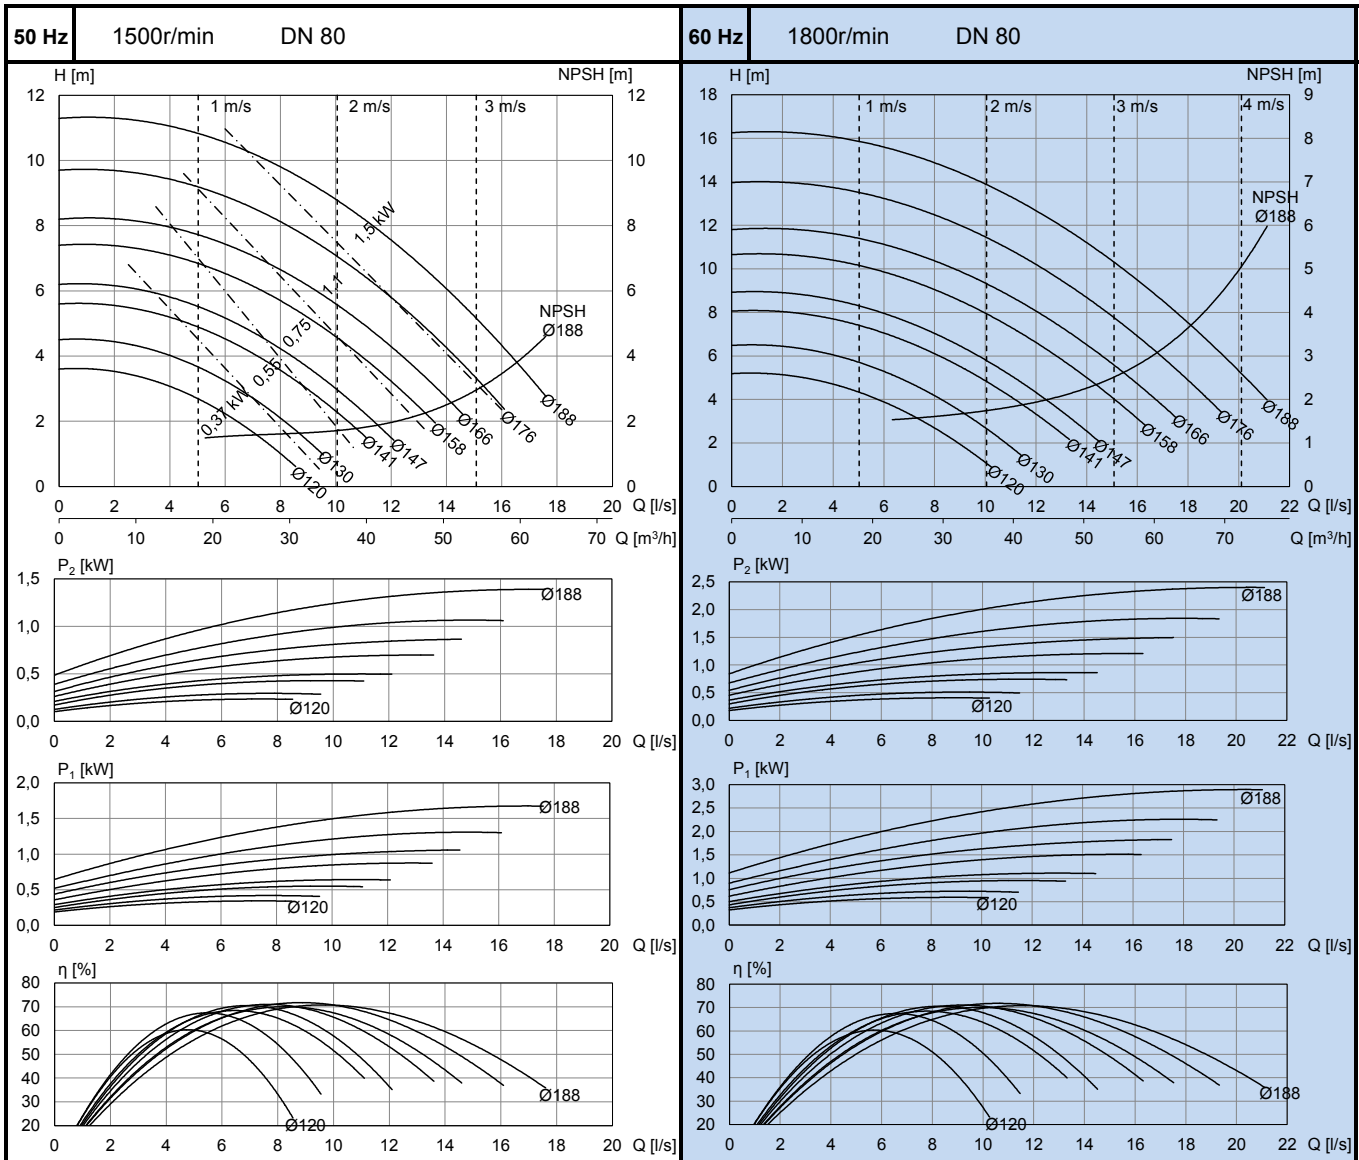 50 Hz 1500r/min DN 80
H [m] NPSH [m]
12 1 m/s 2 m/s 3 m/s 12
10 10
8 8
1,5 kW
6 6
1,1
NPSH
Ø188
0,75
4 4
0,55
0,37 kW
2 2
Ø188
Ø176
Ø166
Ø158
Ø147
Ø141
Ø130
Ø120
0 0
0 2 4 6 8 10 12 14 16 18 20 Q [l/s]
0 10 20 30 40 50 60 70 Q [m³/h]
P₂ [kW]
1,5
Ø188
1,0
0,5
Ø120
0,0
0 2 4 6 8 10 12 14 16 18 20 Q [l/s]
P₁ [kW]
2,0
Ø188
1,5
1,0
0,5
Ø120
0,0
0 2 4 6 8 10 12 14 16 18 20 Q [l/s]
η [%]
80
70
60
50
40
Ø188
30
20
Ø120
0 2 4 6 8 10 12 14 16 18 20 Q [l/s]
60 Hz 1800r/min DN 80
H [m] NPSH [m]
18 1 m/s 2 m/s 3 m/s 4 m/s 9
16 8
14 7
NPSH
Ø188
12 6
10 5
8 4
6 3
4 2
Ø188
Ø176
Ø166
Ø158
Ø147
Ø141
Ø130
Ø120
2 1
0 0
0 2 4 6 8 10 12 14 16 18 20 22 Q [l/s]
0 10 20 30 40 50 60 70 Q [m³/h]
P₂ [kW]
2,5
Ø188
2,0
1,5
1,0
0,5
Ø120
0,0
0 2 4 6 8 10 12 14 16 18 20 22 Q [l/s]
P₁ [kW]
3,0
Ø188
2,5
2,0
1,5
1,0
0,5
Ø120
0,0
0 2 4 6 8 10 12 14 16 18 20 22 Q [l/s]
η [%]
80
70
60
50
40
Ø188
30
20
Ø120
0 2 4 6 8 10 12 14 16 18 20 22 Q [l/s]